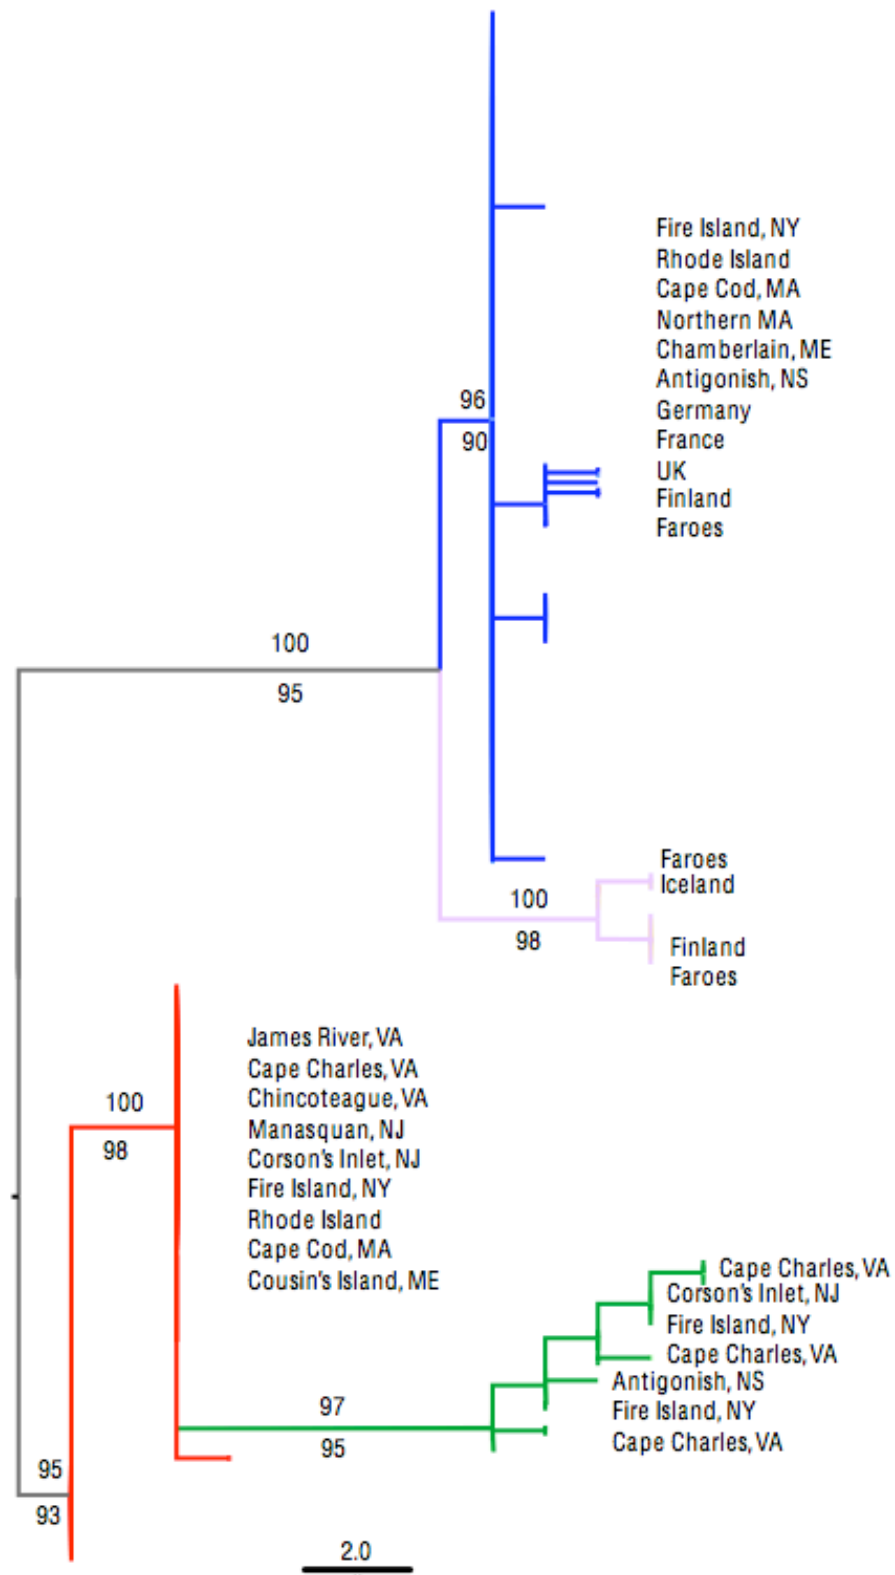 Fire Island, NY
Rhode Island
Cape Cod, MA
Northern MA
Chamberlain, ME
Antigonish, NS
Germany
France
UK
Finland
Faroes
96
90
100
95
Faroes
Iceland
100
98
Finland
Faroes
James River, VA
Cape Charles, VA
Chincoteague, VA
Manasquan, NJ
Corson's Inlet, NJ
Fire Island, NY
Rhode Island
Cape Cod, MA
Cousin's Island, ME
100
98
Cape Charles, VA
Corson's Inlet, NJ
Fire Island, NY
Cape Charles, VA
Antigonish, NS
Fire Island, NY
Cape Charles, VA
97
95
95
93
2.0